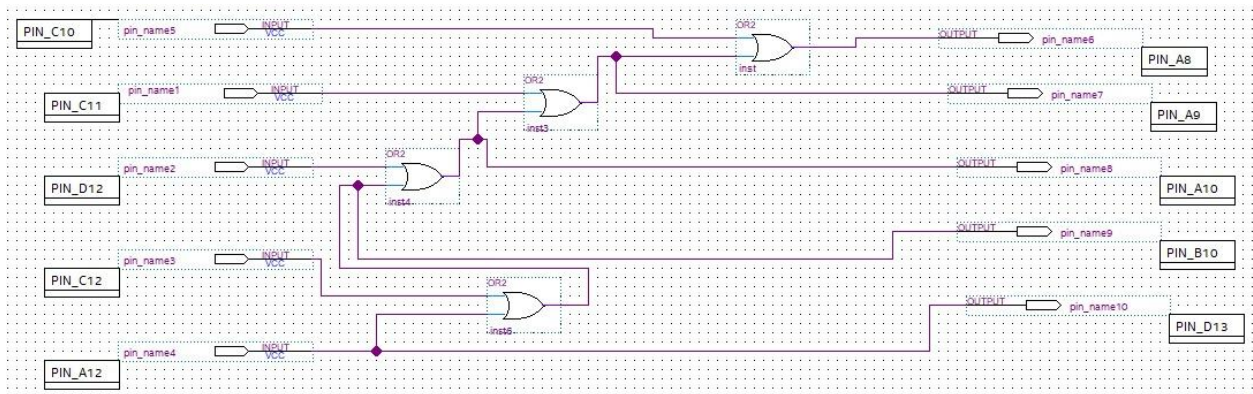 PIN_C10
pin_name5
INPUT
VCC
OR2
inst
OUTPUT
pin_name6
PIN_A8
PIN_C11
pin_name1
INPUT
VCC
OR2
inst3
OUTPUT
pin_name7
PIN_A9
PIN_D12
pin_name2
INPUT
VCC
OR2
inst4
OUTPUT
pin_name8
PIN_A10
OUTPUT
pin_name9
PIN_B10
PIN_C12
pin_name3
INPUT
VCC
OR2
inst6
OUTPUT
pin_name10
PIN_D13
PIN_A12
pin_name4
INPUT
VCC